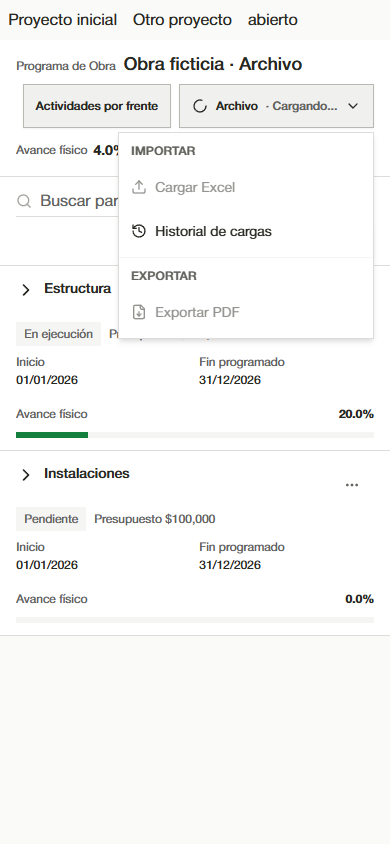 Proyecto inicial Otro proyecto abierto
Programa de Obra Obra ficticia · Archivo
Actividades por frente
Archivo · Cargando...
Avance físico 4.0%
IMPORTAR
Cargar Excel
Historial de cargas
EXPORTAR
Exportar PDF
Buscar par
Estructura
En ejecución
Inicio Fin programado
01/01/2026 31/12/2026
Avance físico 20.0%
Instalaciones
...
Pendiente Presupuesto $100,000
Inicio Fin programado
01/01/2026 31/12/2026
Avance físico 0.0%